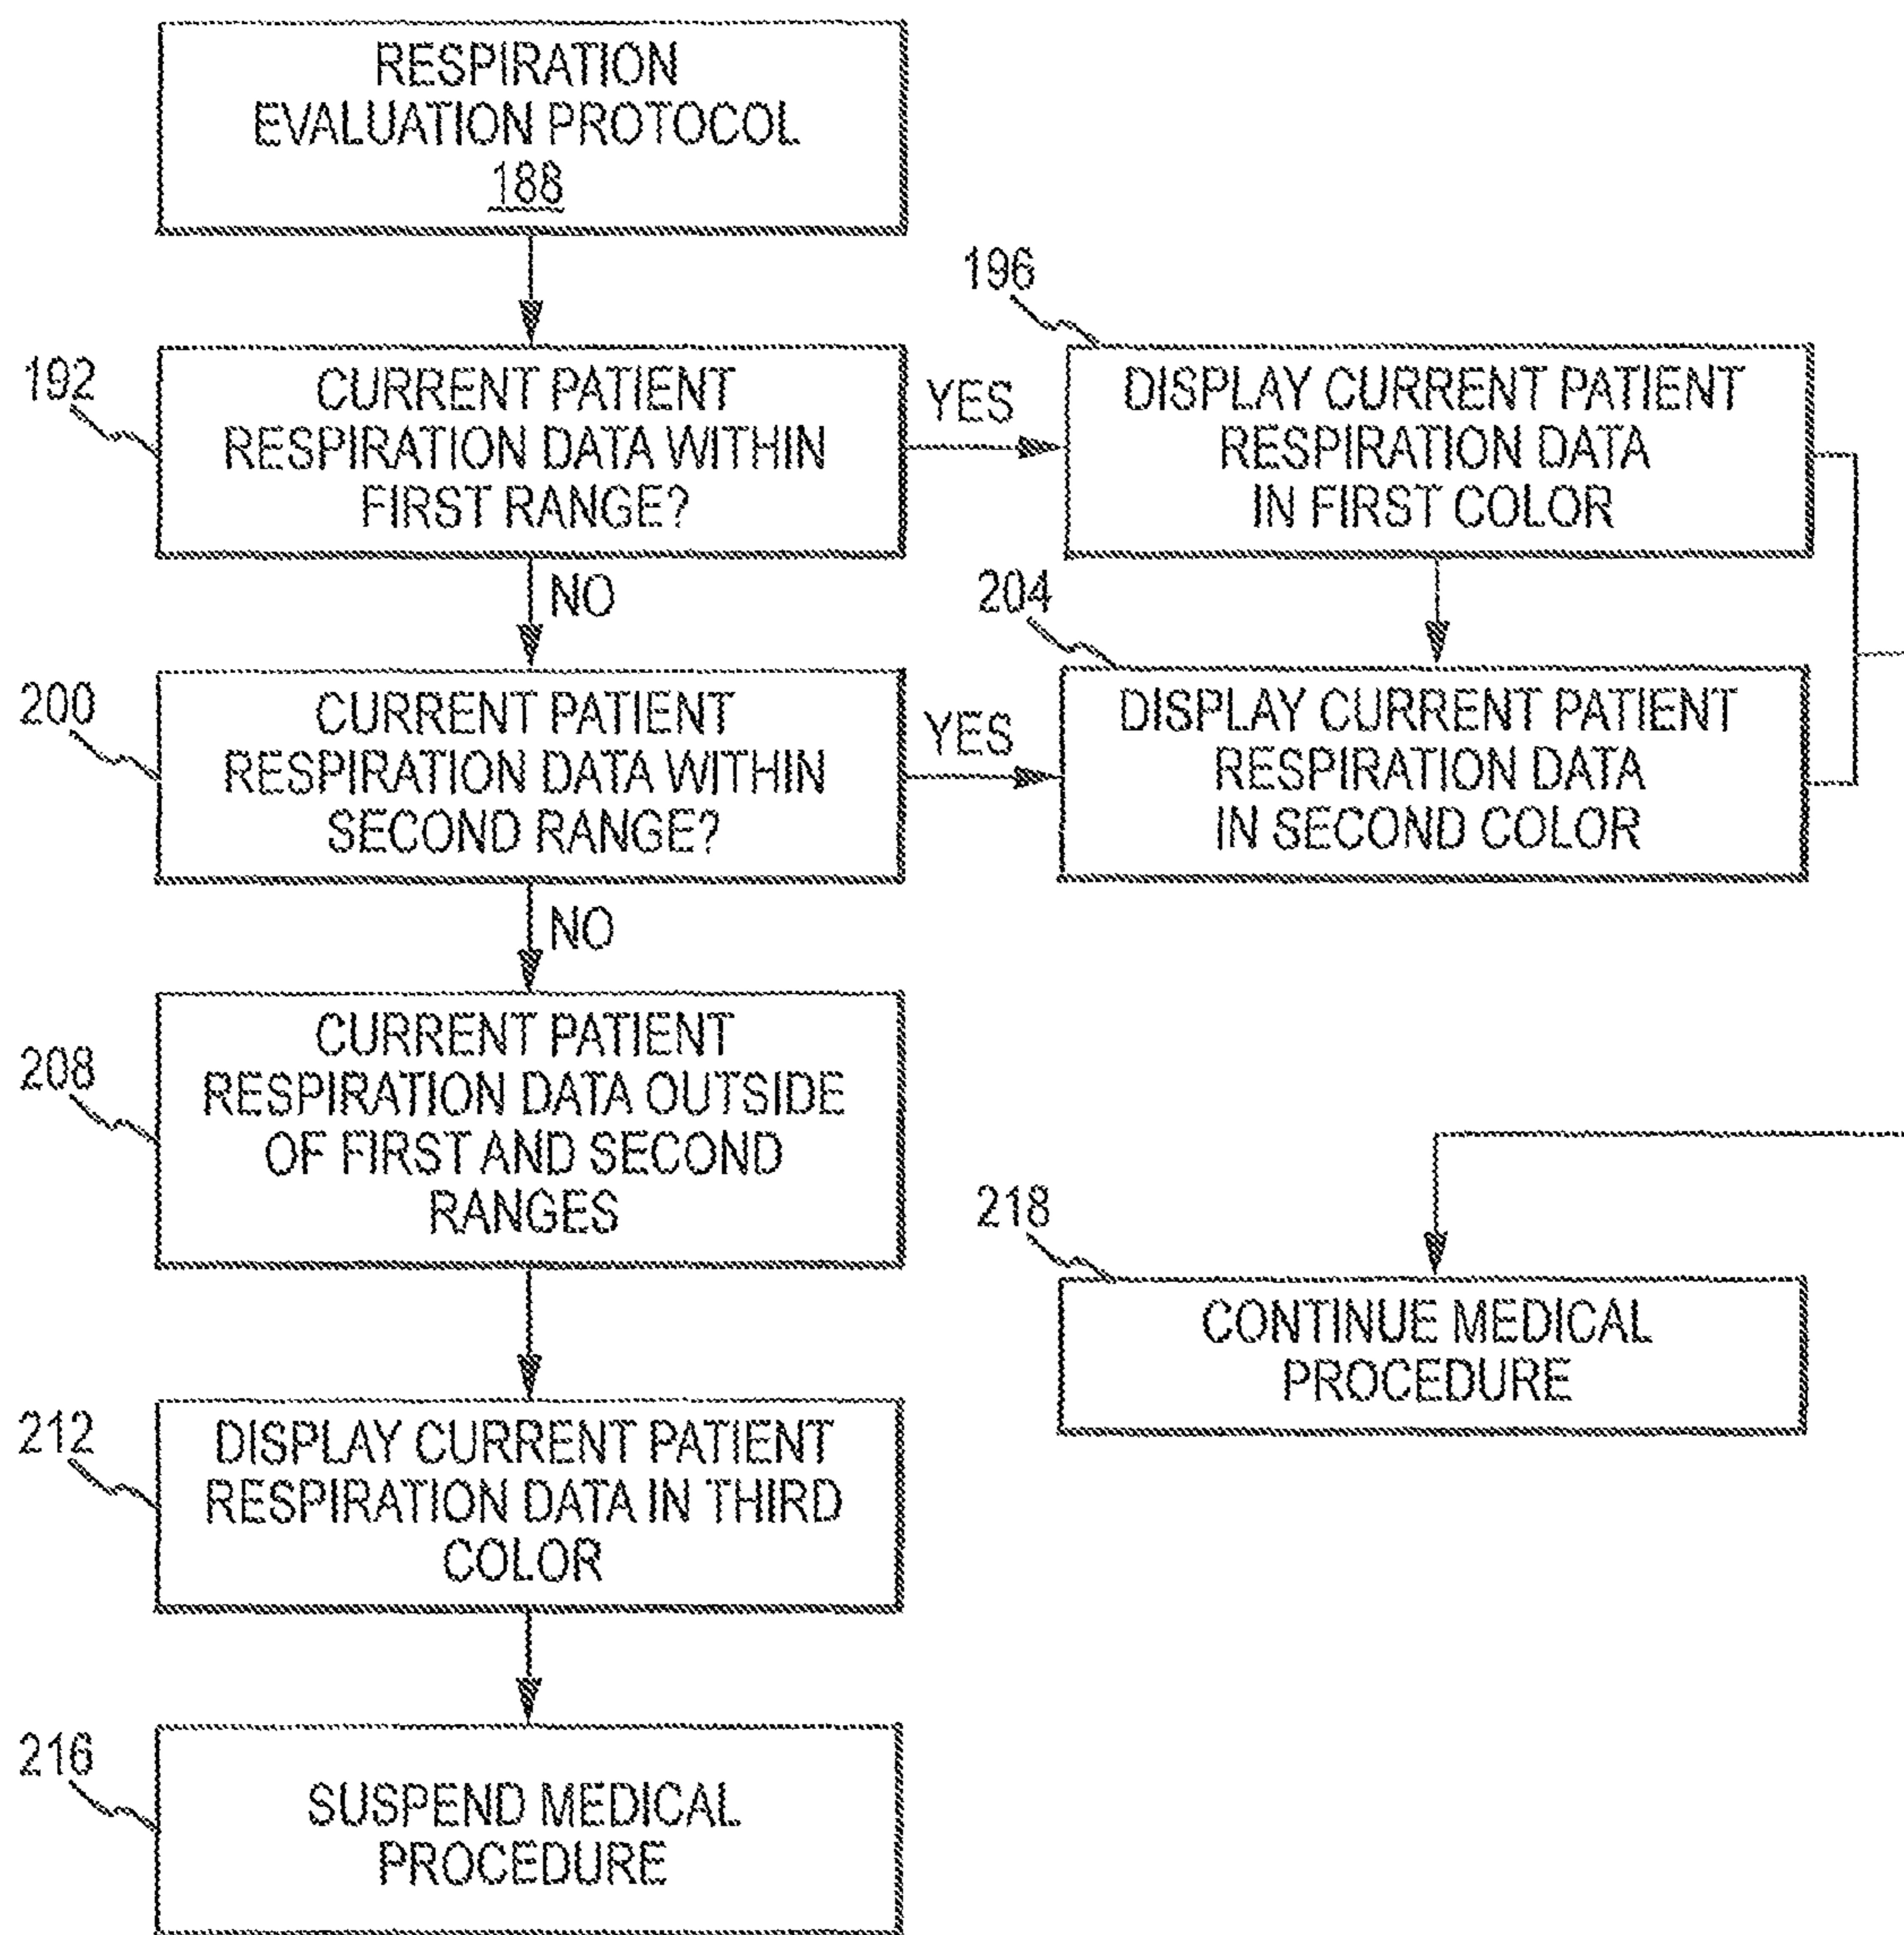 RESPIRATION
EVALUATION PROTOCOL
188
192
CURRENT PATIENT
RESPIRATION DATA WITHIN
FIRST RANGE?
YES
196
DISPLAY CURRENT PATIENT
RESPIRATION DATA
IN FIRST COLOR
NO
200
CURRENT PATIENT
RESPIRATION DATA WITHIN
SECOND RANGE?
YES
204
DISPLAY CURRENT PATIENT
RESPIRATION DATA
IN SECOND COLOR
NO
208
CURRENT PATIENT
RESPIRATION DATA OUTSIDE
OF FIRST AND SECOND
RANGES
212
DISPLAY CURRENT PATIENT
RESPIRATION DATA IN THIRD
COLOR
216
SUSPEND MEDICAL
PROCEDURE
218
CONTINUE MEDICAL
PROCEDURE